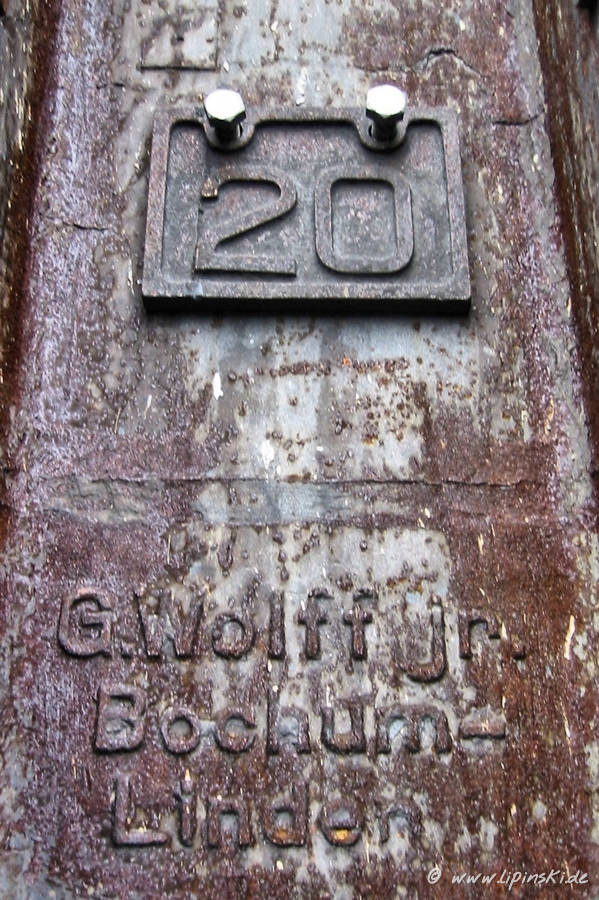 20
G. Wolff jr.
Bochum-
Linden
© www.lipinski.de